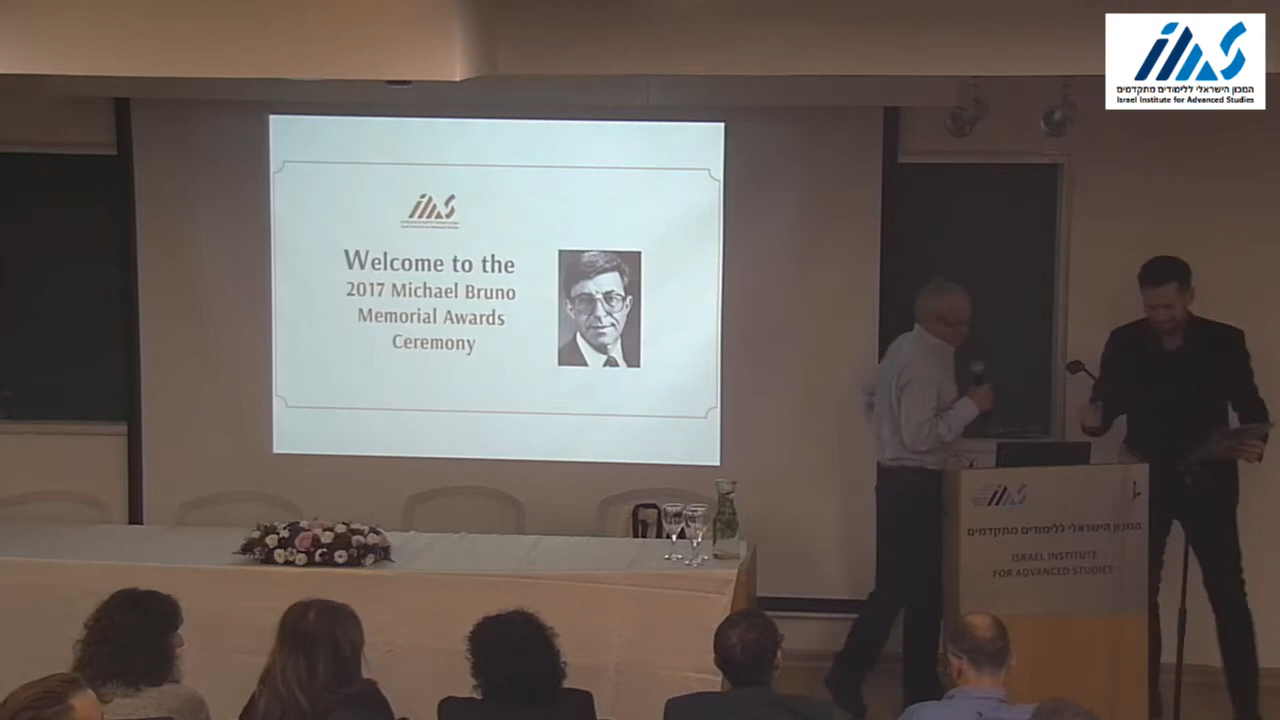 המכון הישראלי ללימודים מתקדמים
Israel Institute for Advanced Studies
Welcome to the
2017 Michael Bruno
Memorial Awards
Ceremony
המכון הישראלי ללימודים מתקדמים
ISRAEL INSTITUTE
FOR ADVANCED STUDIES